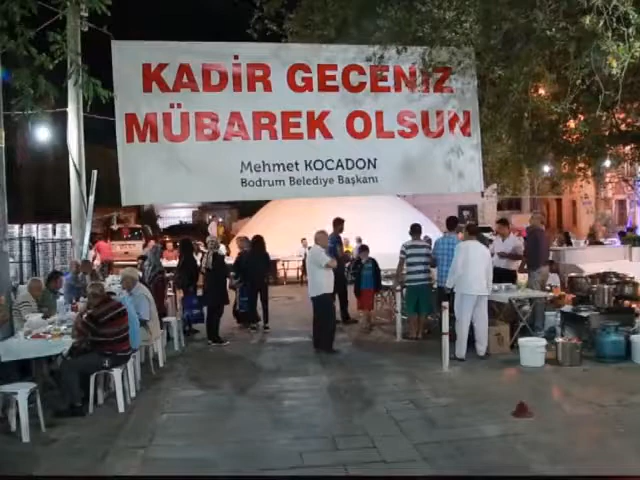 KADİR GECENİZ
MÜBAREK OLSUN
Mehmet KOCADON
Bodrum Belediye Başkanı